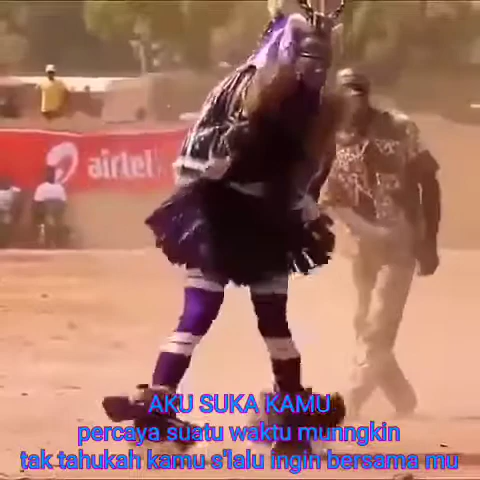 airtel
AKU SUKA KAMU
percaya suatu waktu munngkin
tak tahukah kamu s'lalu ingin bersama mu